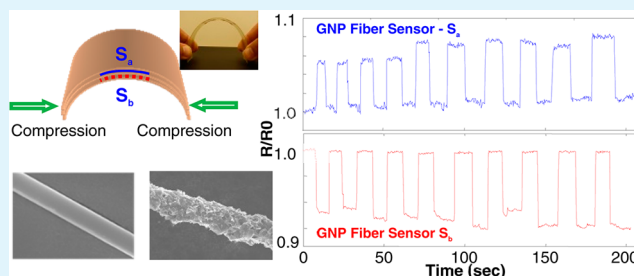 Sa
Sb
Compression
Compression
GNP Fiber Sensor - Sa
1.1
1.0
R/R0
1.0
0.9
GNP Fiber Sensor Sb
0
50
100
150
200
Time (sec)